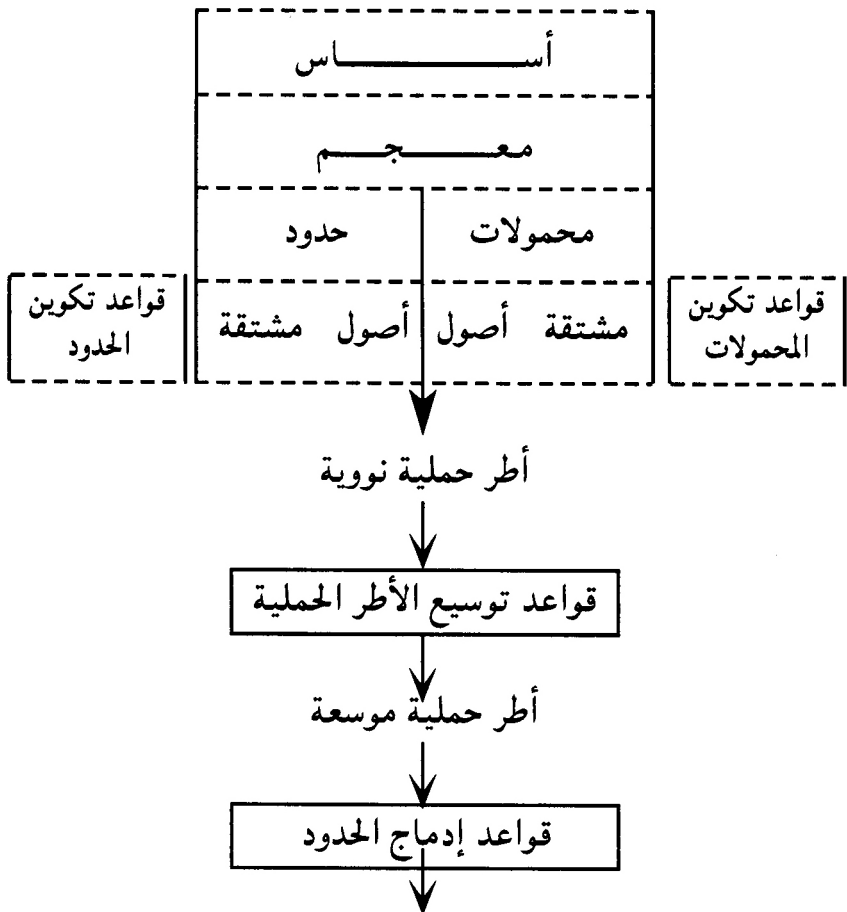 أســــــــاس
معـــجـــم
محمولات حدود
قواعد تكوين
المحمولات
مشتقة أصول أصول مشتقة
قواعد تكوين
الحدود
أطر حملية نووية
قواعد توسيع الأطر الحملية
أطر حملية موسعة
قواعد إدماج الحدود